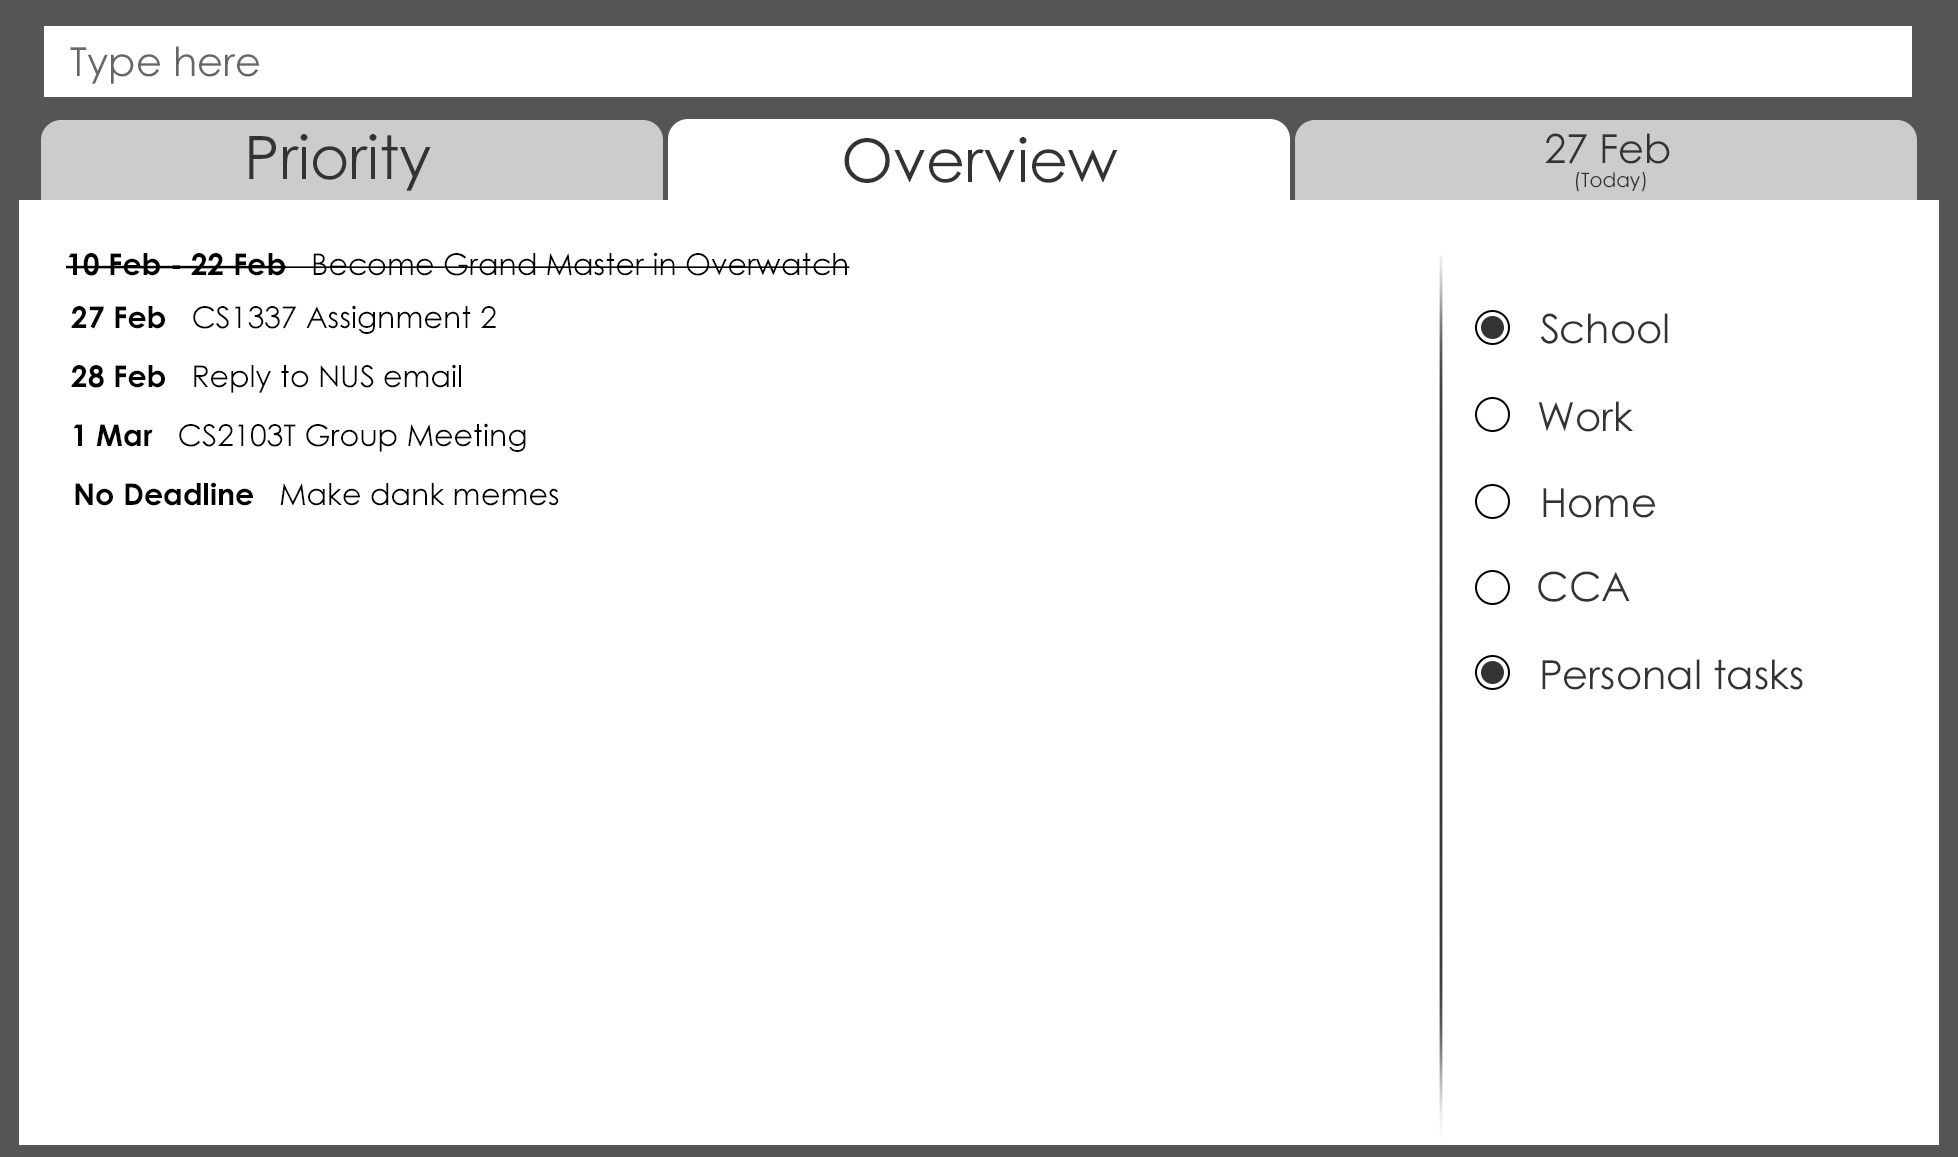 Type here
Priority
Overview
27 Feb
(Today)
10 Feb - 22 Feb Become Grand Master in Overwatch
27 Feb CS1337 Assignment 2
28 Feb Reply to NUS email
1 Mar CS2103T Group Meeting
No Deadline Make dank memes
School
Work
Home
CCA
Personal tasks